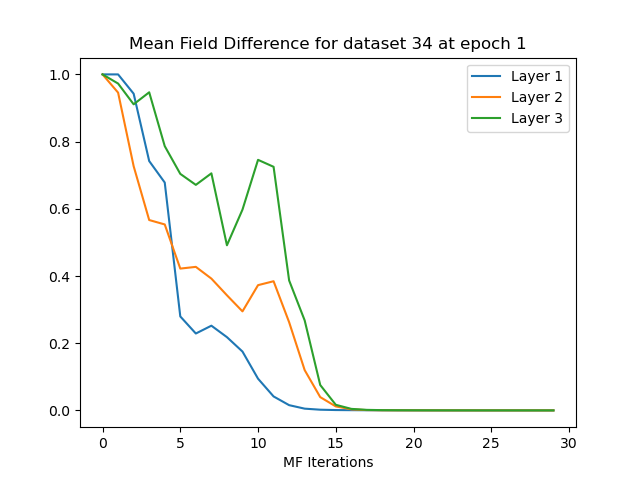 Mean Field Difference for dataset 34 at epoch 1
Layer 1
Layer 2
Layer 3
1.0
0.8
0.6
0.4
0.2
0.0
0 5 10 15 20 25 30
MF Iterations